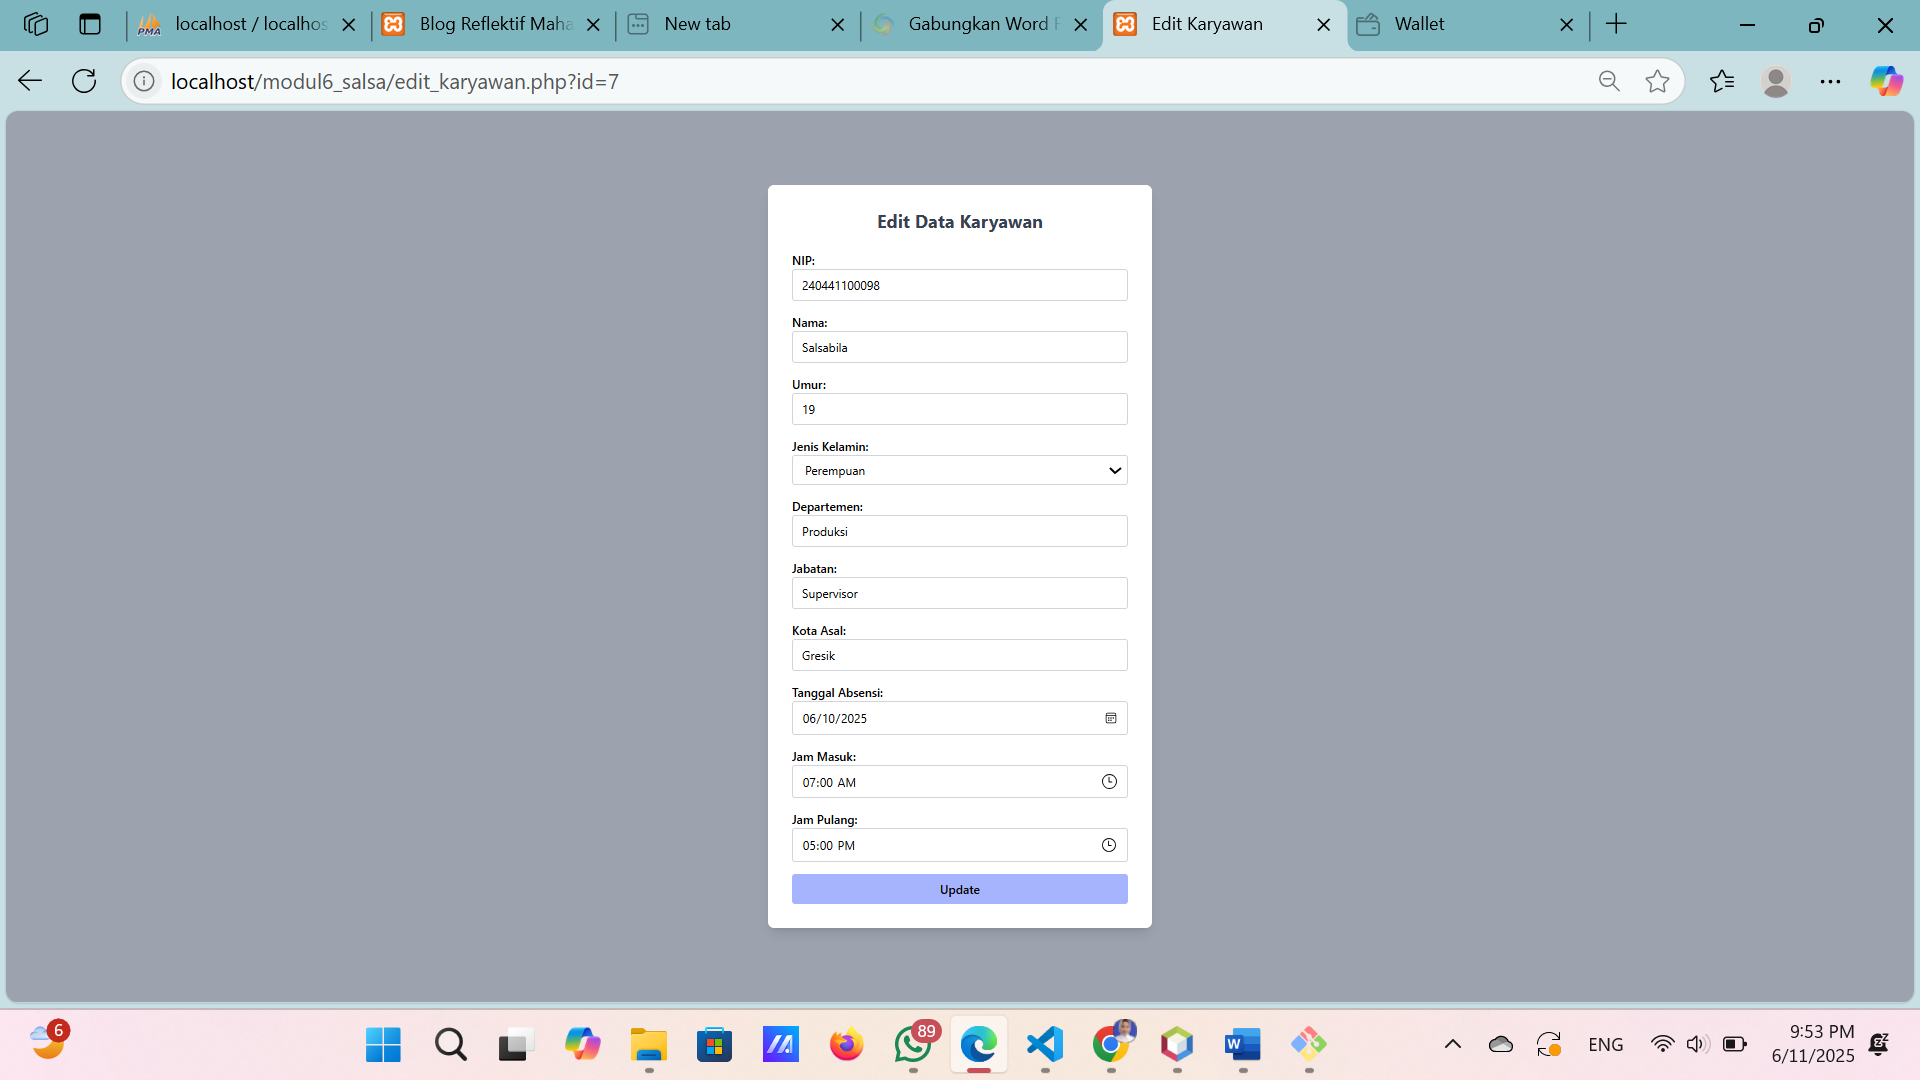 localhost / localhos
Blog Reflektif Maha
New tab
Gabungkan Word
Edit Karyawan
Wallet
localhost/modul6_salsa/edit_karyawan.php?id=7
Edit Data Karyawan
NIP:
240441100098
Nama:
Salsabila
Umur:
19
Jenis Kelamin:
Perempuan
Departemen:
Produksi
Jabatan:
Supervisor
Kota Asal:
Gresik
Tanggal Absensi:
06/10/2025
Jam Masuk:
07:00 AM
Jam Pulang:
05:00 PM
Update
6
89
ENG
9:53 PM
6/11/2025